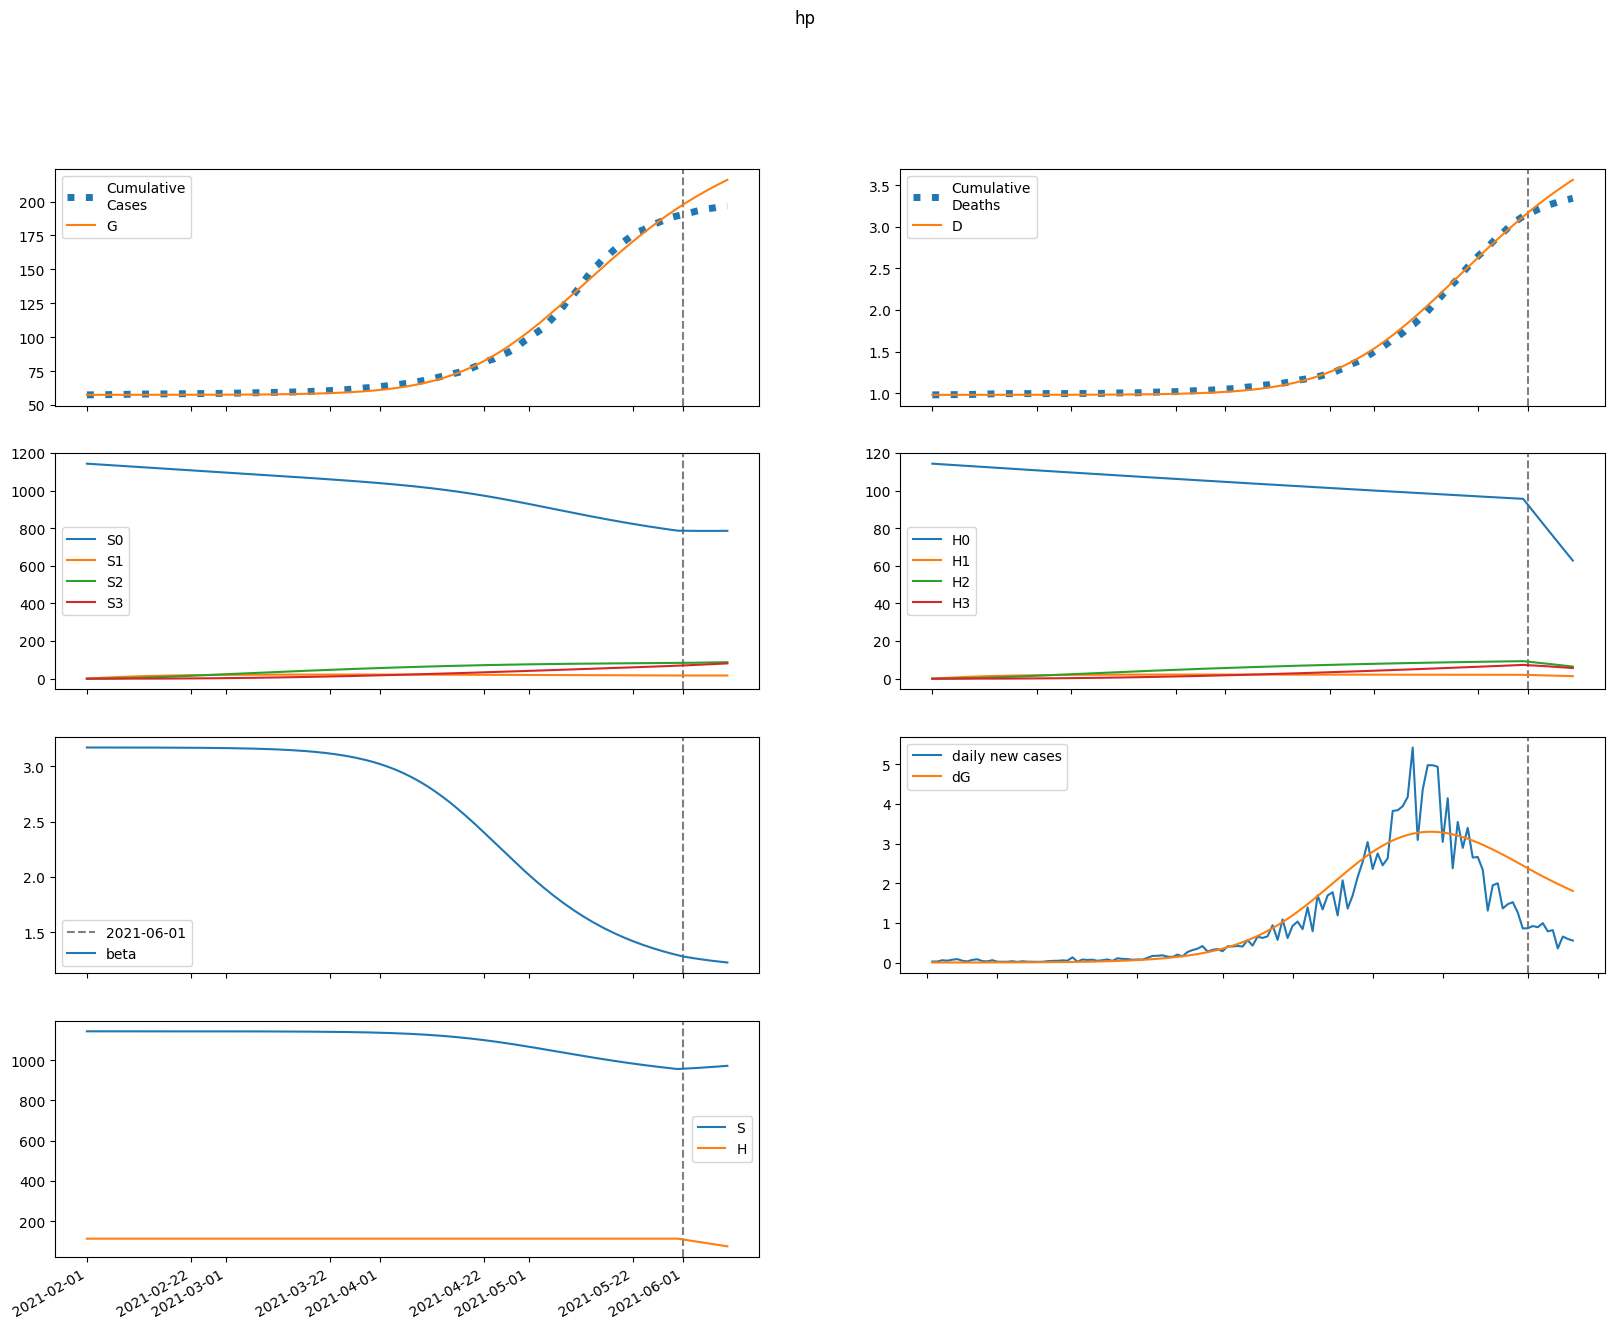 hp
Cumulative
Cases
G
200
175
150
125
100
75
50
Cumulative
Deaths
D
3.5
3.0
2.5
2.0
1.5
1.0
1200
1000
800
600
400
200
0
S0
S1
S2
S3
120
100
80
60
40
20
0
H0
H1
H2
H3
3.0
2.5
2.0
1.5
2021-06-01
beta
daily new cases
dG
5
4
3
2
1
0
1000
800
600
400
200
S
H
2021-02-01
2021-02-22
2021-03-01
2021-03-22
2021-04-01
2021-04-22
2021-05-01
2021-05-22
2021-06-01